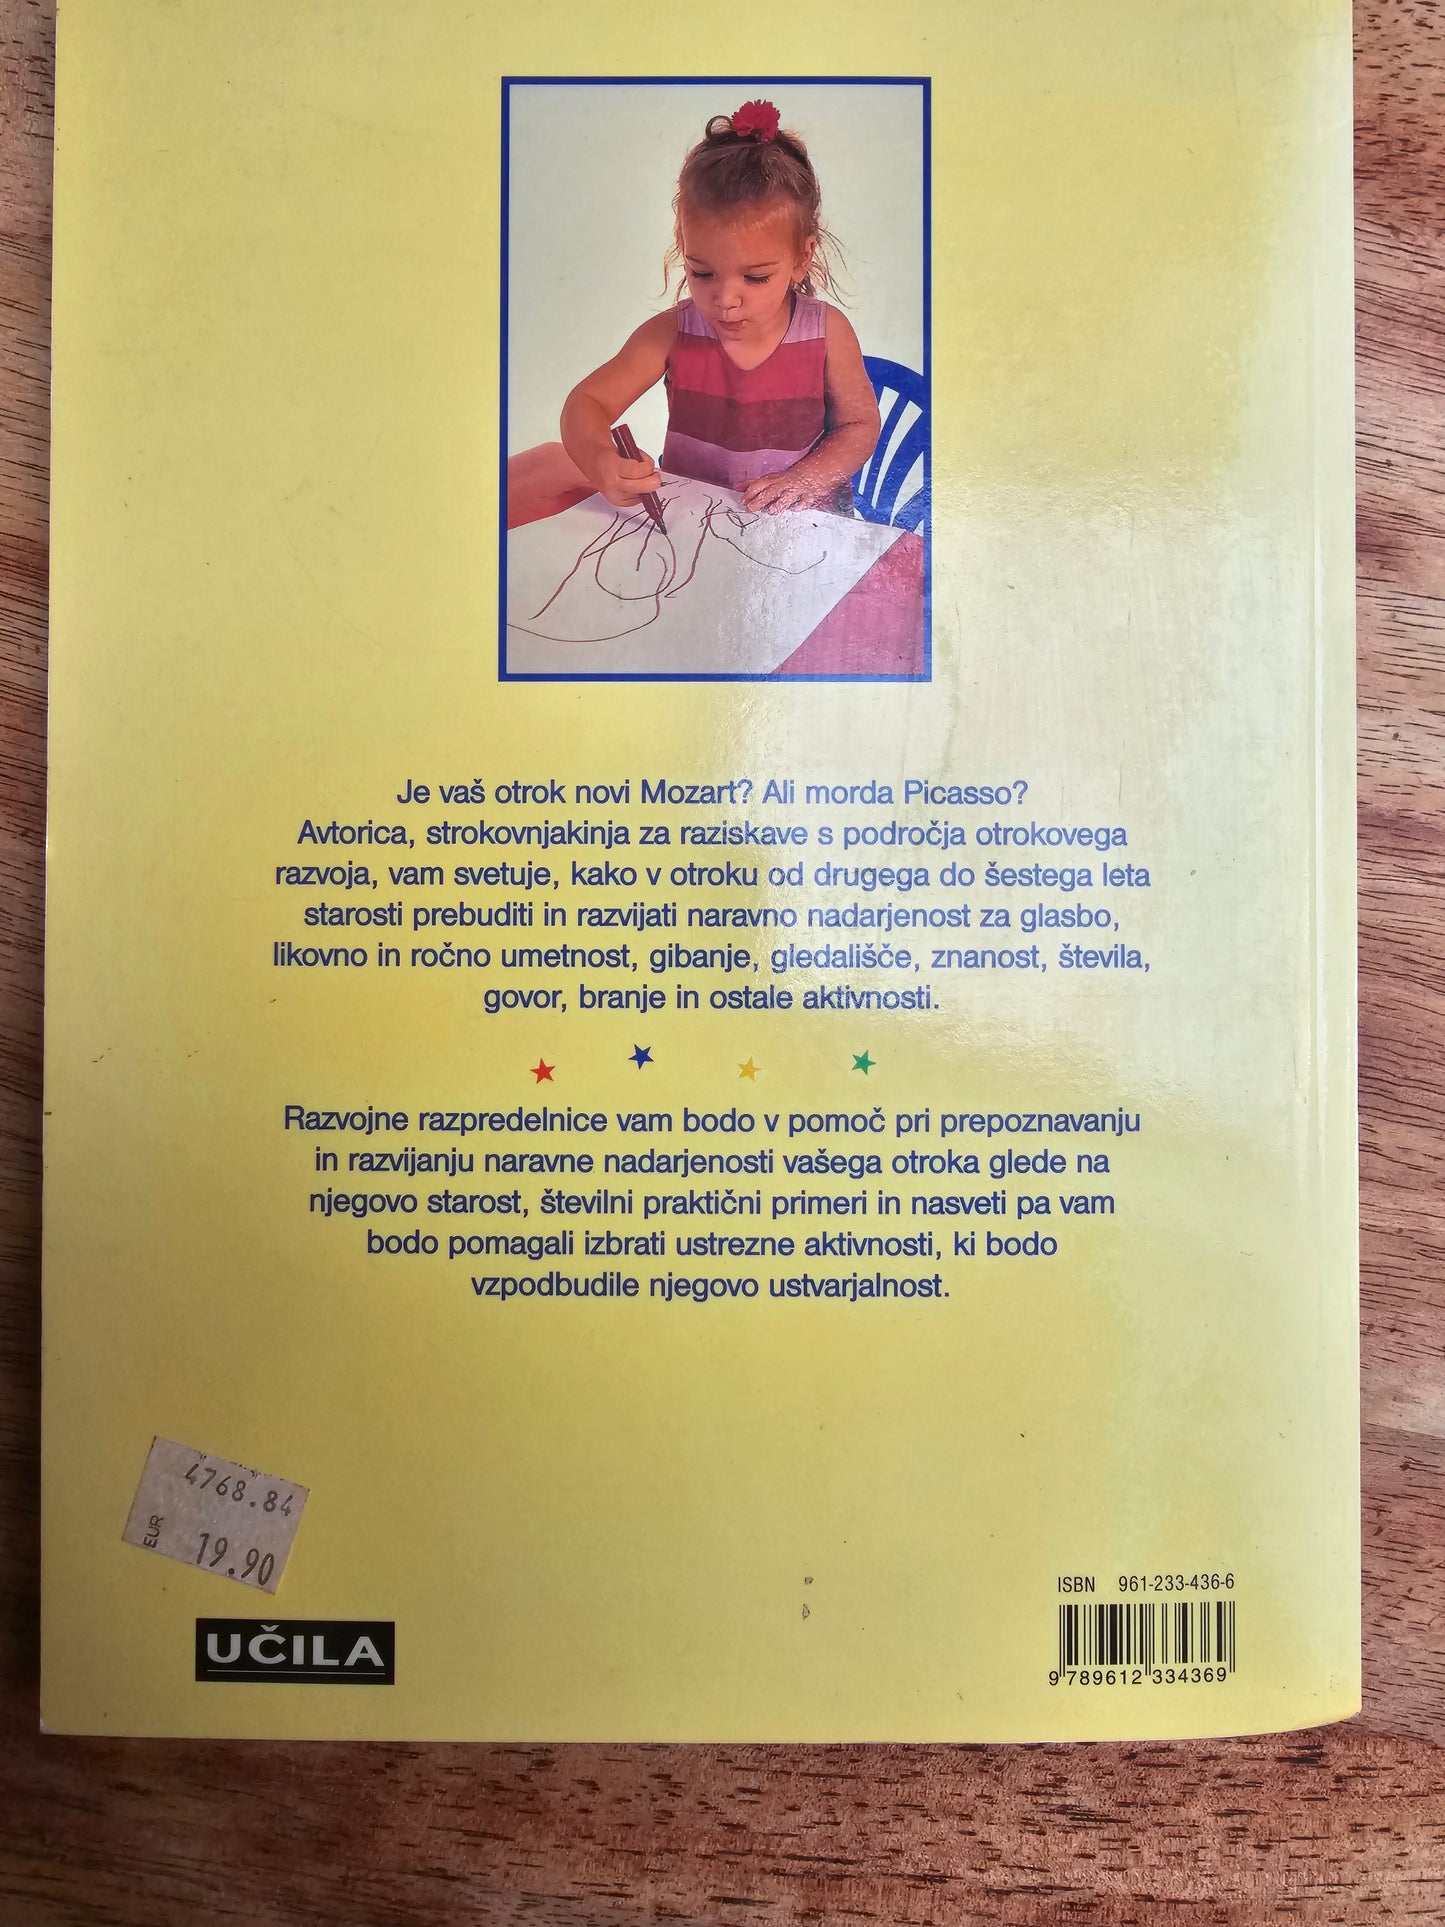 Je vaš otrok novi Mozart? Ali morda Picasso?
Avtorica, strokovnjakinja za raziskave s področja otrokovega
razvoja, vam svetuje, kako v otroku od drugega do šestega leta
starosti prebuditi in razvijati naravno nadarjenost za glasbo,
likovno in ročno umetnost, gibanje, gledališče, znanost, števila,
govor, branje in ostale aktivnosti.
Razvojne razpredelnice vam bodo v pomoč pri prepoznavanju
in razvijanju naravne nadarjenosti vašega otroka glede na
njegovo starost, številni praktični primeri in nasveti pa vam
bodo pomagali izbrati ustrezne aktivnosti, ki bodo
vzpodbudile njegovo ustvarjalnost.
4768.84
EUR 19.90
UČILA
ISBN 961-233-436-6
9 789612 334369